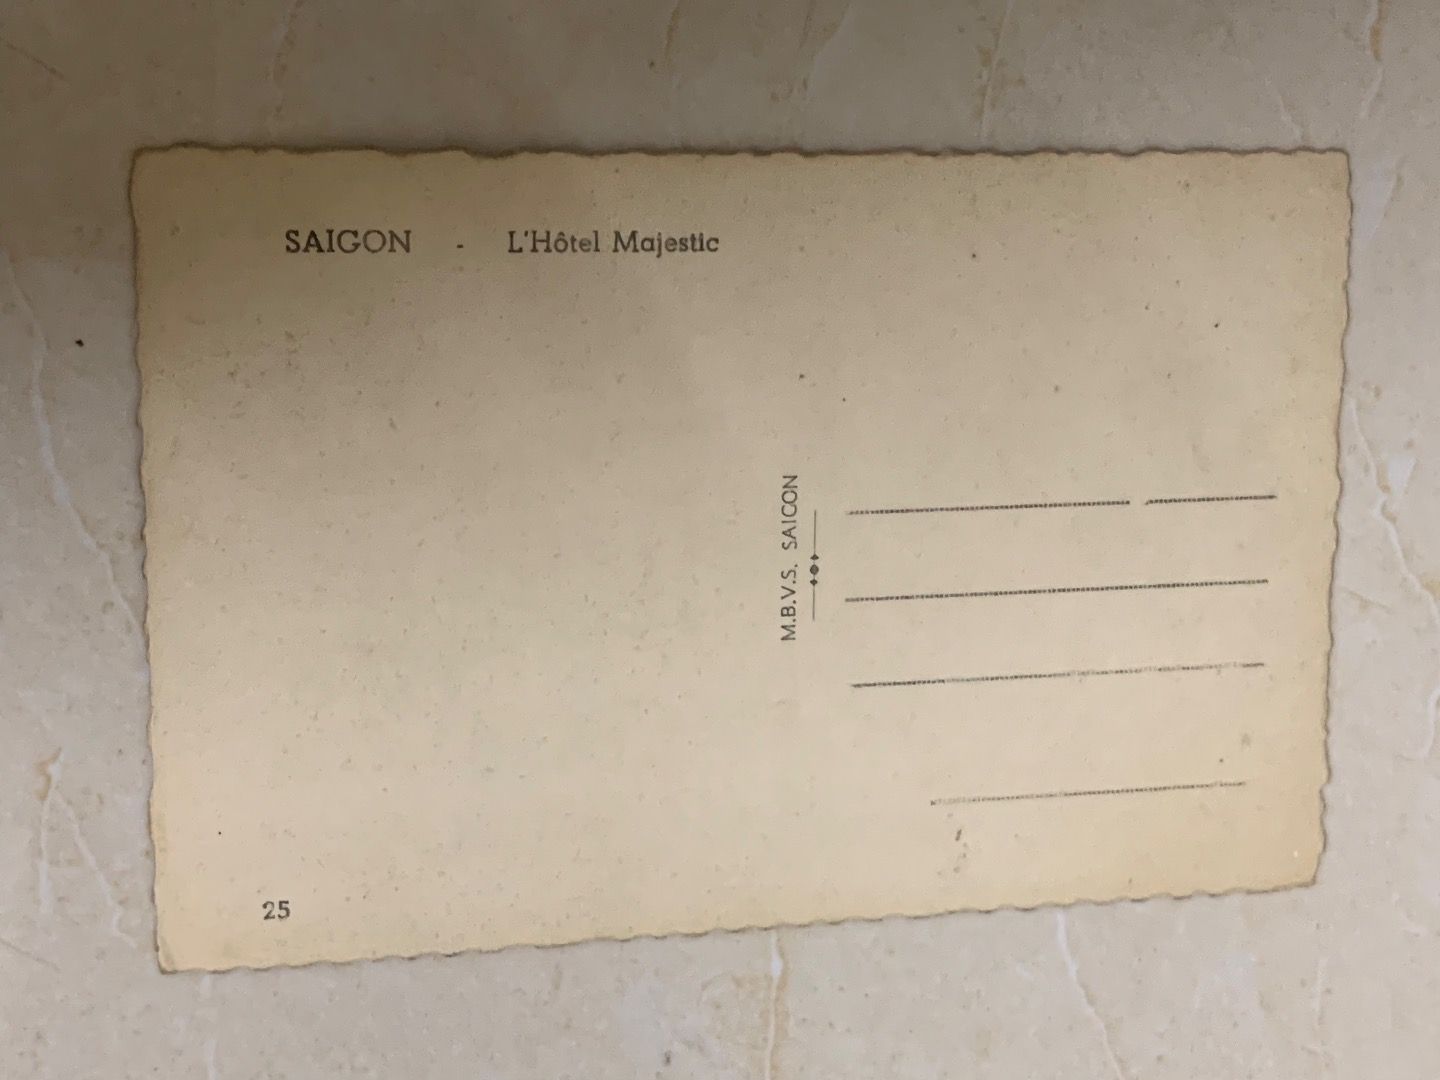 SAIGON - L'Hôtel Majestic
M.B.V.S. SAIGON
25